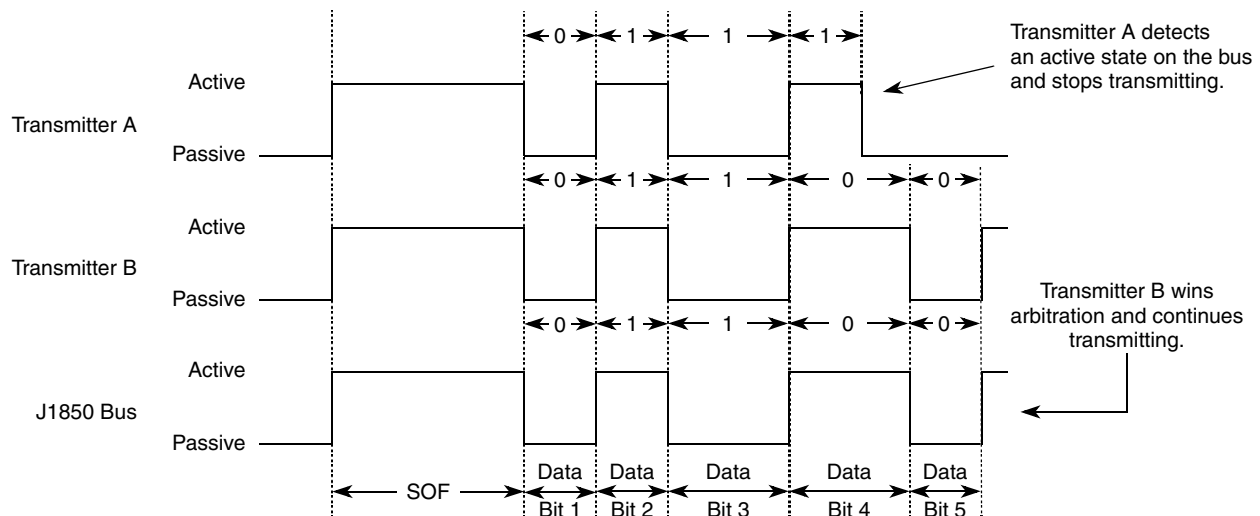 0 1 1 1
Transmitter A detects
an active state on the bus
and stops transmitting.
Active
Transmitter A
Passive
0 1 1 0 0
Active
Transmitter B
Passive
Transmitter B wins
arbitration and continues
transmitting.
0 1 1 0 0
Active
J1850 Bus
Passive
SOF
Data
Bit 1
Data
Bit 2
Data
Bit 3
Data
Bit 4
Data
Bit 5